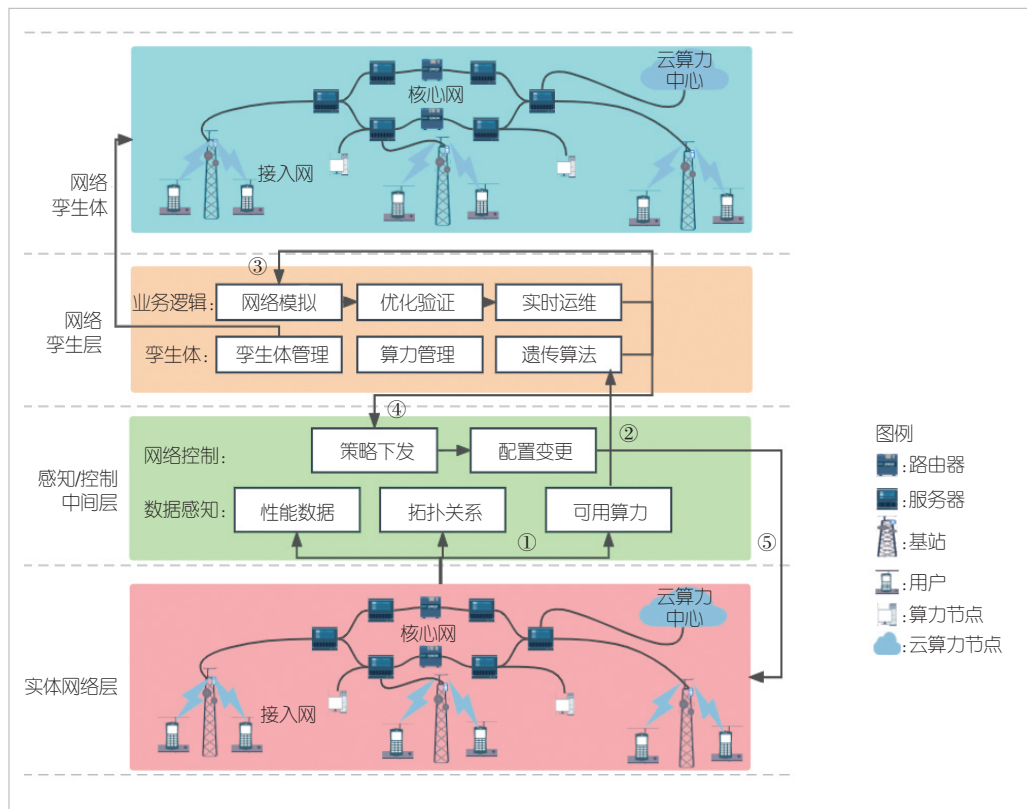 云算力
中心
核心网
接入网
网络
孪生体
③
业务逻辑:
网络模拟
优化验证
实时运维
网络
孪生层
孪生体:
孪生体管理
算力管理
遗传算法
④
②
网络控制:
策略下发
配置变更
感知/控制
中间层
数据感知:
性能数据
拓扑关系
可用算力
①
⑤
云算力
中心
核心网
实体网络层
接入网
图例
:路由器
:服务器
:基站
:用户
:算力节点
:云算力节点